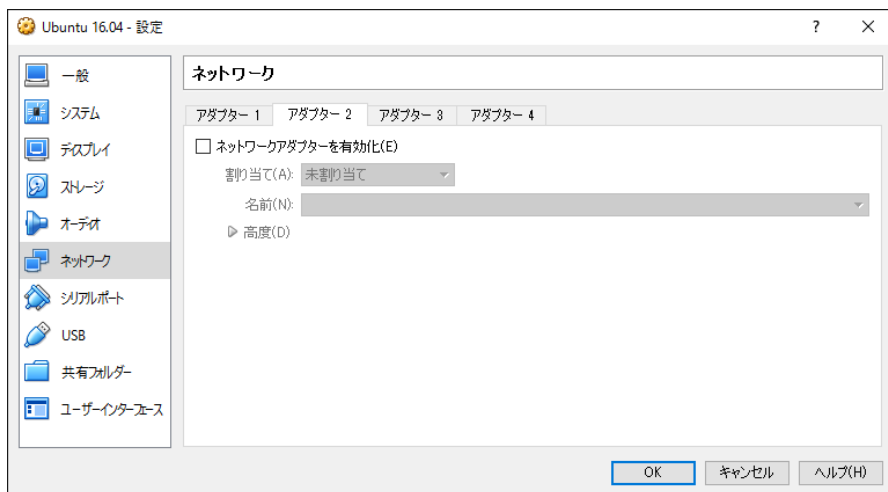 Ubuntu 16.04 - 設定
?
×
一般
システム
ディスプレイ
ストレージ
オーディオ
ネットワーク
シリアルポート
USB
共有フォルダー
ユーザーインターフェース
ネットワーク
アダプター 1
アダプター 2
アダプター 3
アダプター 4
ネットワークアダプターを有効化(E)
割り当て(A): 未割り当て
名前(N):
高度(D)
OK
キャンセル
ヘルプ(H)